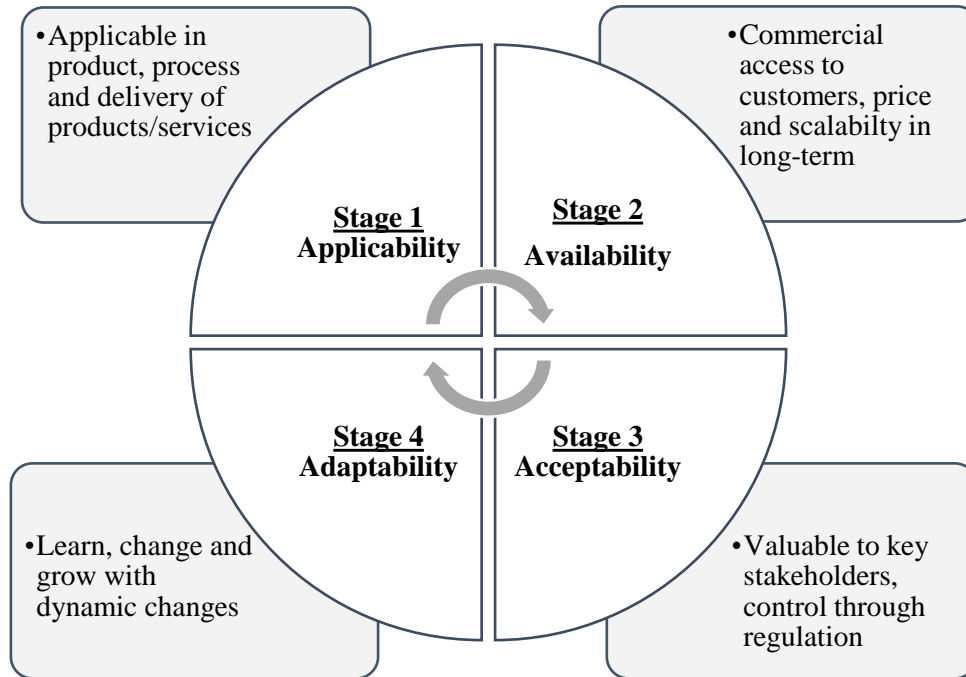 •Applicable in
product, process
and delivery of
products/services
•Commercial
access to
customers, price
and scalabilty in
long-term
Stage 1
Applicability
Stage 2
Availability
Stage 4
Adaptability
Stage 3
Acceptability
•Learn, change and
grow with
dynamic changes
•Valuable to key
stakeholders,
control through
regulation